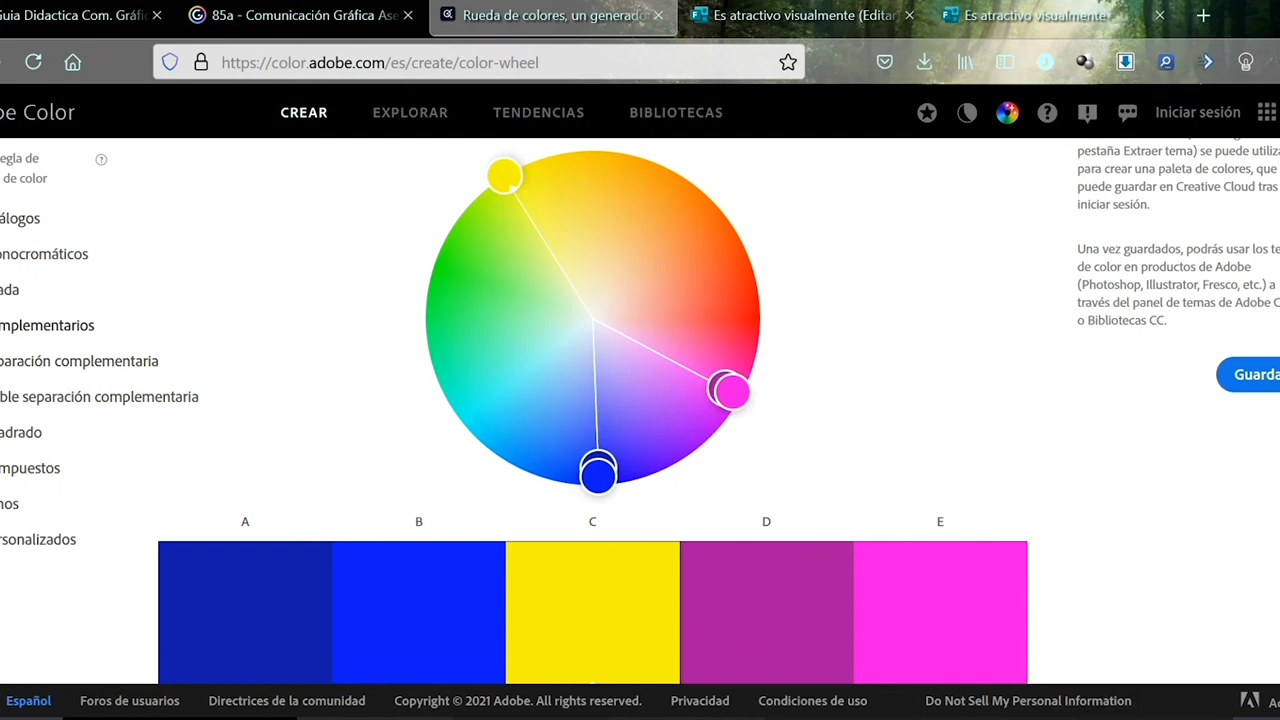 Guia Didactica Com. Gráfic
85a - Comunicación Gráfica Ase
Rueda de colores, un generado
Es atractivo visualmente (Editar
Es atractivo visualmente
https://color.adobe.com/es/create/color-wheel
be Color
CREAR
EXPLORAR
TENDENCIAS
BIBLIOTECAS
Iniciar sesión
egla de
de color
álogos
onocromáticos
ada
mplementarios
paración complementaria
ble separación complementaria
adrado
mpuestos
nos
rsonalizados
pestaña Extraer tema) se puede utiliza
para crear una paleta de colores, que
puede guardar en Creative Cloud tras
iniciar sesión.
Una vez guardados, podrás usar los te
de color en productos de Adobe
(Photoshop, Illustrator, Fresco, etc.) a
través del panel de temas de Adobe C
o Bibliotecas CC.
Guarda
A
B
C
D
E
Español
Foros de usuarios
Directrices de la comunidad
Copyright © 2021 Adobe. All rights reserved.
Privacidad
Condiciones de uso
Do Not Sell My Personal Information